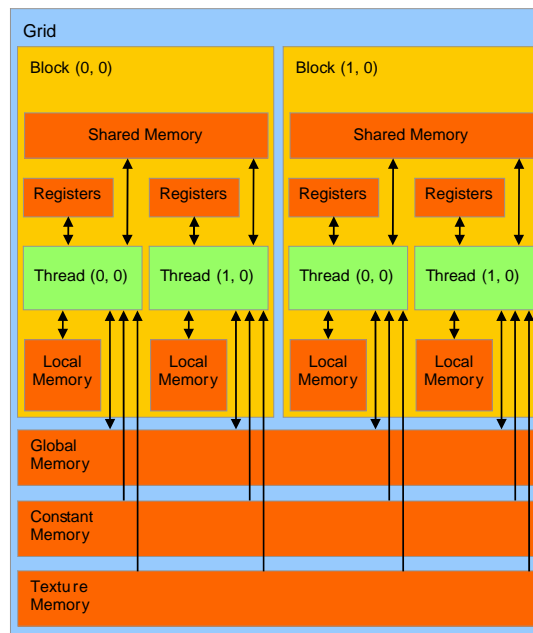 Grid
Block (0, 0)
Block (1, 0)
Shared Memory
Shared Memory
Registers
Registers
Registers
Registers
Thread (0, 0)
Thread (1, 0)
Thread (0, 0)
Thread (1, 0)
Local
Memory
Local
Memory
Local
Memory
Local
Memory
Global
Memory
Constant
Memory
Texture
Memory